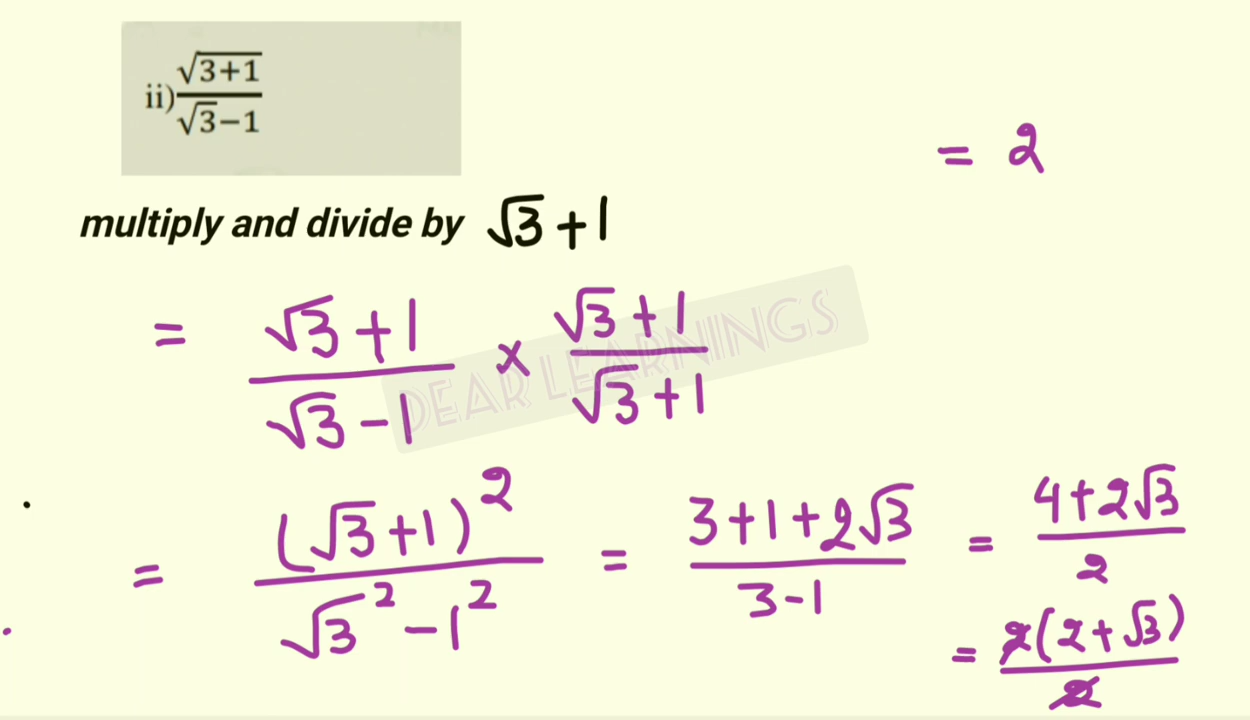 ii) √(3+1) / (√3−1)
= 2
multiply and divide by √3 + 1
= (√3 + 1) / (√3 − 1) × (√3 + 1) / (√3 + 1)
DEAR LEARNINGS
= (√3 + 1)² / (√3² − 1²) = (3 + 1 + 2√3) / (3 − 1) = (4 + 2√3) / 2
= 2(2 + √3) / 2